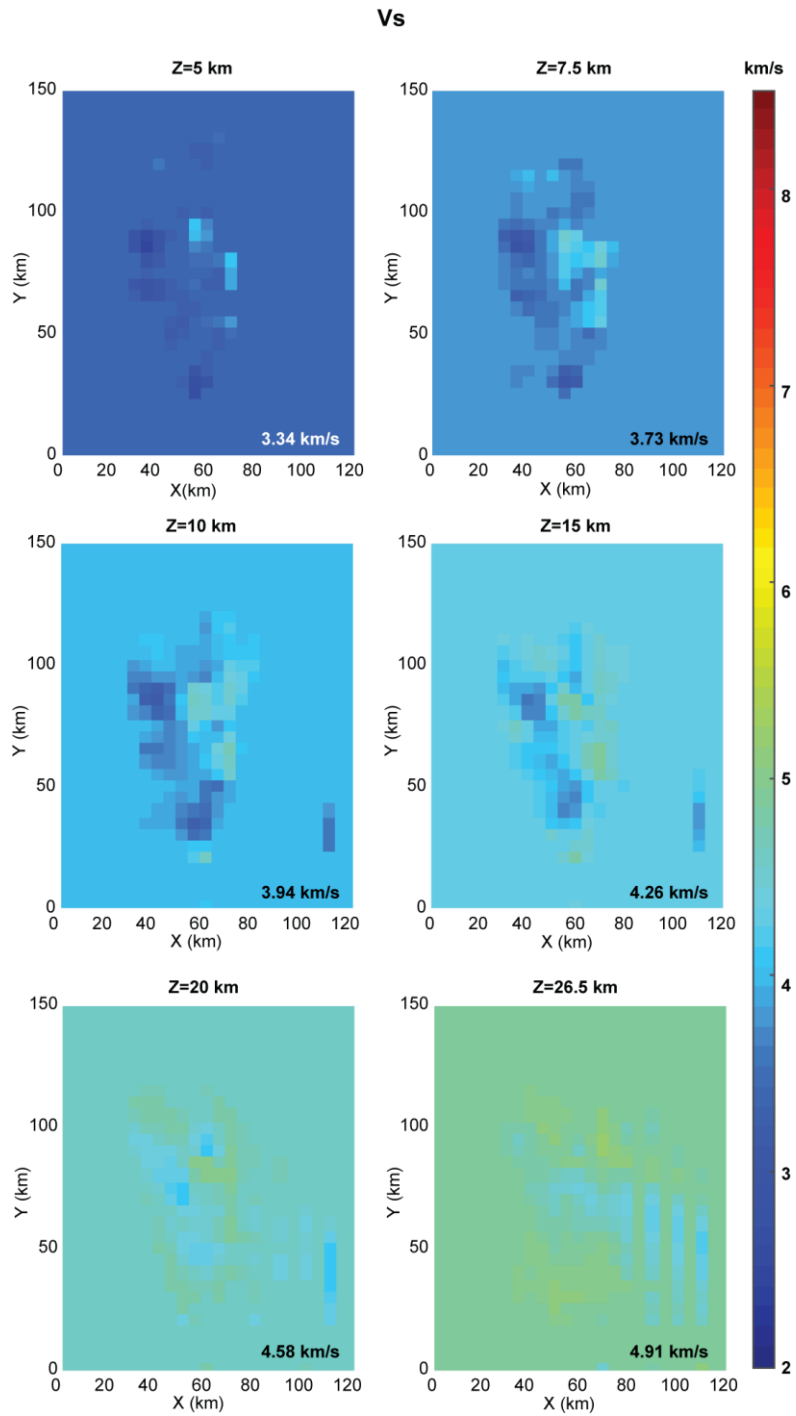 Vs
Z=5 km
Z=7.5 km
km/s
150
100
50
0
Y (km)
3.34 km/s
0 20 40 60 80 100 120
X(km)
150
100
50
0
Y (km)
3.73 km/s
0 20 40 60 80 100 120
X (km)
Z=10 km
Z=15 km
150
100
50
0
Y (km)
3.94 km/s
0 20 40 60 80 100 120
X (km)
150
100
50
0
Y (km)
4.26 km/s
0 20 40 60 80 100 120
X (km)
Z=20 km
Z=26.5 km
150
100
50
0
Y (km)
4.58 km/s
0 20 40 60 80 100 120
X (km)
150
100
50
0
Y (km)
4.91 km/s
0 20 40 60 80 100 120
X (km)
8
7
6
5
4
3
2